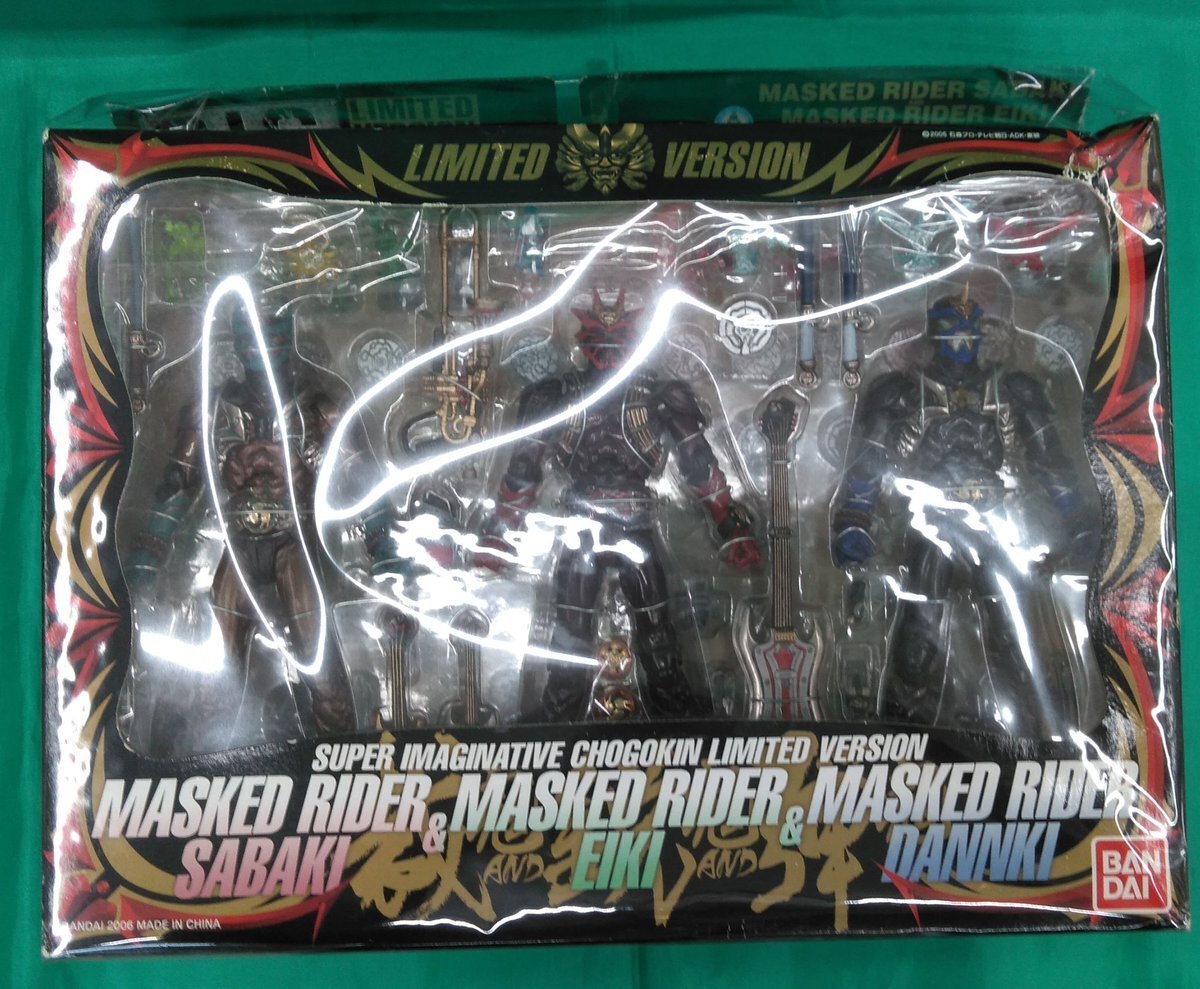 LIMITED
MASKED RIDER
MASKED RIDER EIKI
©2005 石森プロ・テレビ朝日・ADK・東映
LIMITED VERSION
SUPER IMAGINATIVE CHOGOKIN LIMITED VERSION
MASKED RIDER & MASKED RIDER & MASKED RIDER
SABAKI AND EIKI AND DANNKI
BAN
DAI
BANDAI 2006 MADE IN CHINA